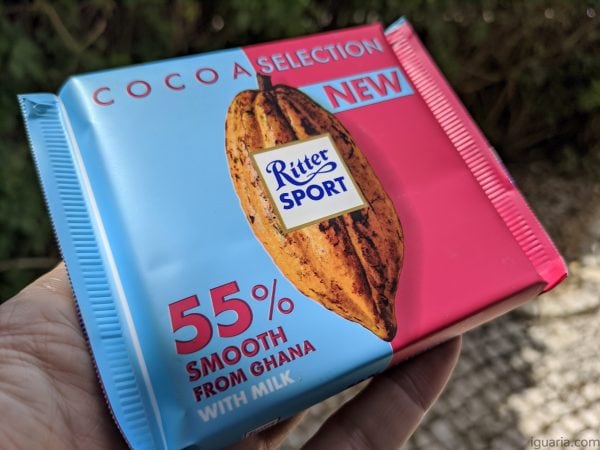 COCOA SELECTION
NEW
Ritter
SPORT
55%
SMOOTH
FROM GHANA
WITH MILK
iguaria.com